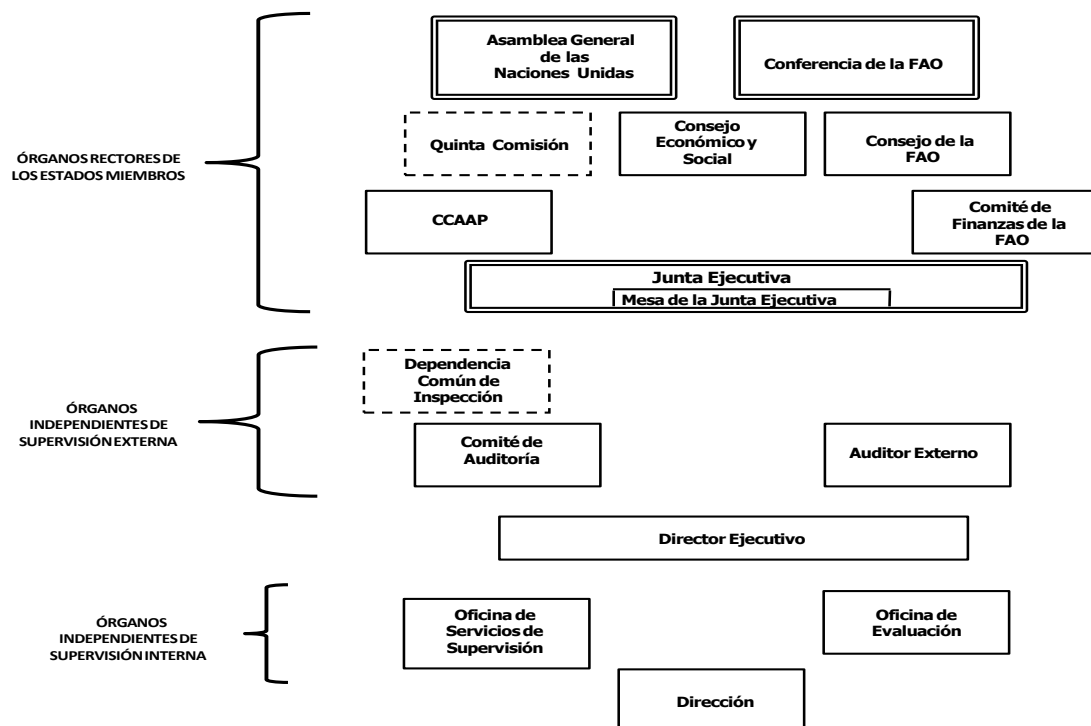 Asamblea General
de las
Naciones Unidas
Conferencia de la FAO
Quinta Comisión
Consejo
Económico y
Social
Consejo de la
FAO
ÓRGANOS RECTORES DE
LOS ESTADOS MIEMBROS
CCAAP
Comité de
Finanzas de la
FAO
Junta Ejecutiva
Mesa de la Junta Ejecutiva
Dependencia
Común de
Inspección
ÓRGANOS
INDEPENDIENTES DE
SUPERVISIÓN EXTERNA
Comité de
Auditoría
Auditor Externo
Director Ejecutivo
ÓRGANOS
INDEPENDIENTES DE
SUPERVISIÓN INTERNA
Oficina de
Servicios de
Supervisión
Oficina de
Evaluación
Dirección